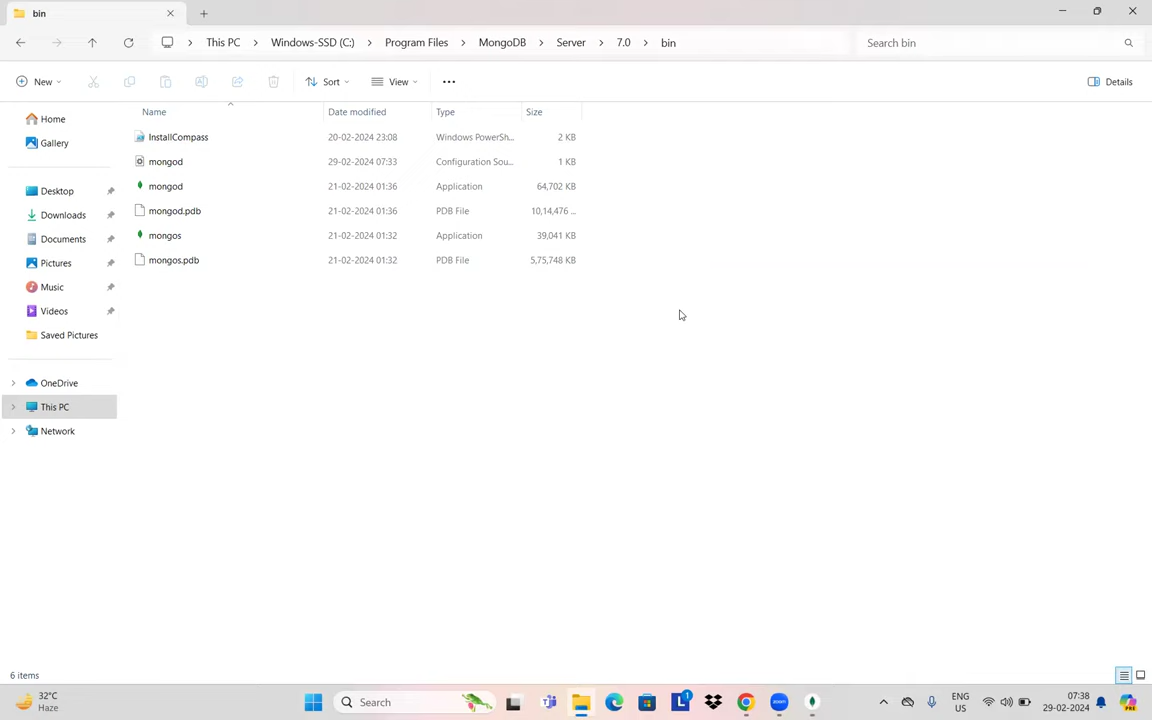 bin
This PC > Windows-SSD (C:) > Program Files > MongoDB > Server > 7.0 > bin
Search bin
New
Sort
View
Details
Name Date modified Type Size
Home
Gallery
Desktop
Downloads
Documents
Pictures
Music
Videos
Saved Pictures
OneDrive
This PC
Network
InstallCompass 20-02-2024 23:08 Windows PowerSh... 2 KB
mongod 29-02-2024 07:33 Configuration Sou... 1 KB
mongod 21-02-2024 01:36 Application 64,702 KB
mongod.pdb 21-02-2024 01:36 PDB File 10,14,476 ...
mongos 21-02-2024 01:32 Application 39,041 KB
mongos.pdb 21-02-2024 01:32 PDB File 5,75,748 KB
6 items
32°C
Haze
Search
L
1
zoom
ENG
US
07:38
29-02-2024
PRE